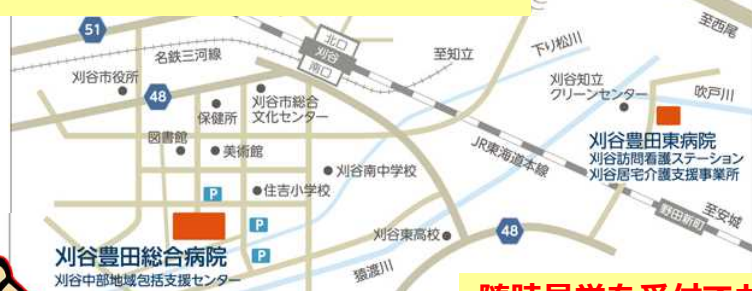 51
名鉄三河線
北口
刈谷
南口
至知立
下り松川
至西尾
刈谷市役所
48
保健所
刈谷市総合
文化センター
刈谷知立
クリーンセンター
吹戸川
図書館
美術館
刈谷南中学校
JR東海道本線
刈谷豊田東病院
刈谷訪問看護ステーション
刈谷居宅介護支援事業所
P
住吉小学校
野田新町
至安城
P
刈谷東高校
48
刈谷豊田総合病院
P
刈谷中部地域包括支援センター
猿渡川